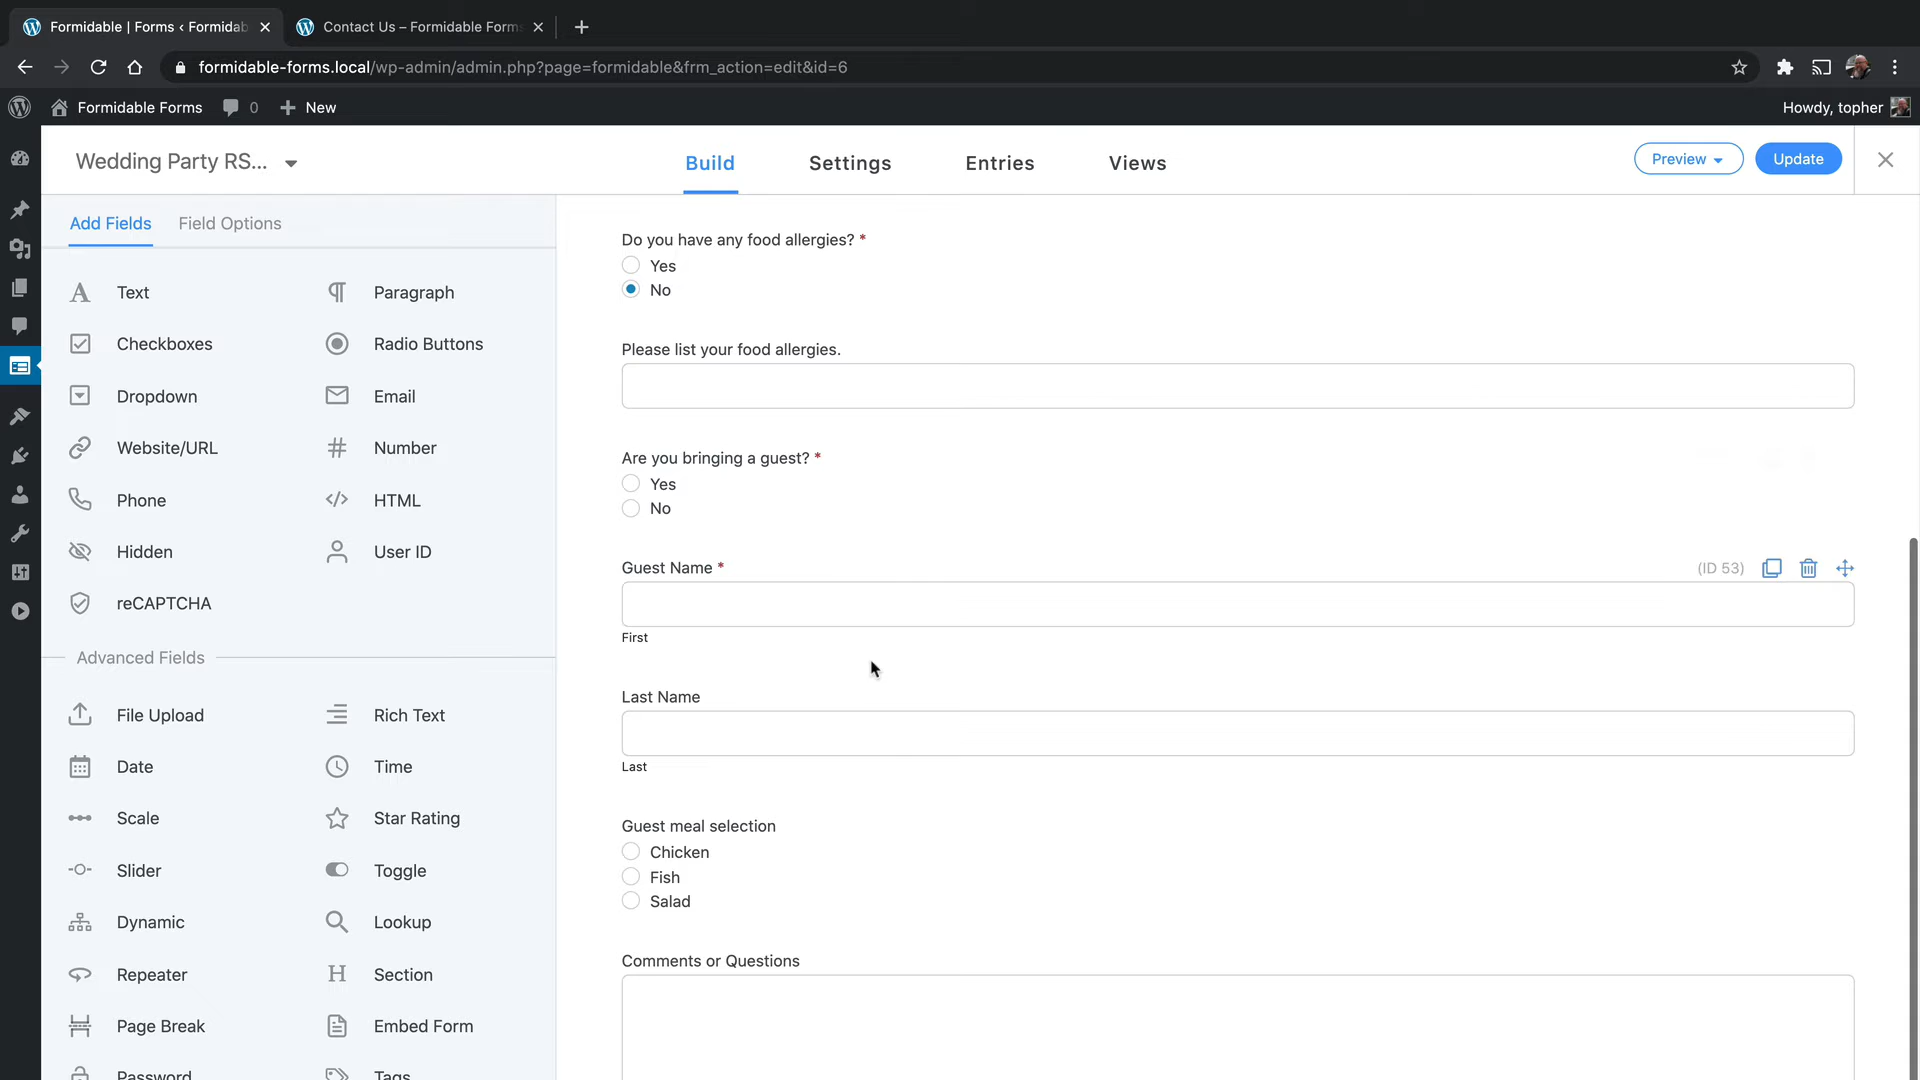 Formidable | Forms ‹ Formidab
Contact Us – Formidable Form
formidable-forms.local/wp-admin/admin.php?page=formidable&frm_action=edit&id=6
Formidable Forms
0
New
Howdy, topher
Wedding Party RS...
Build
Settings
Entries
Views
Preview
Update
Add Fields
Field Options
Text
Paragraph
Checkboxes
Radio Buttons
Dropdown
Email
Website/URL
Number
Phone
HTML
Hidden
User ID
reCAPTCHA
Advanced Fields
File Upload
Rich Text
Date
Time
Scale
Star Rating
Slider
Toggle
Dynamic
Lookup
Repeater
Section
Page Break
Embed Form
Password
Tags
Do you have any food allergies? *
Yes
No
Please list your food allergies.
Are you bringing a guest? *
Yes
No
Guest Name *
(ID 53)
First
Last Name
Last
Guest meal selection
Chicken
Fish
Salad
Comments or Questions